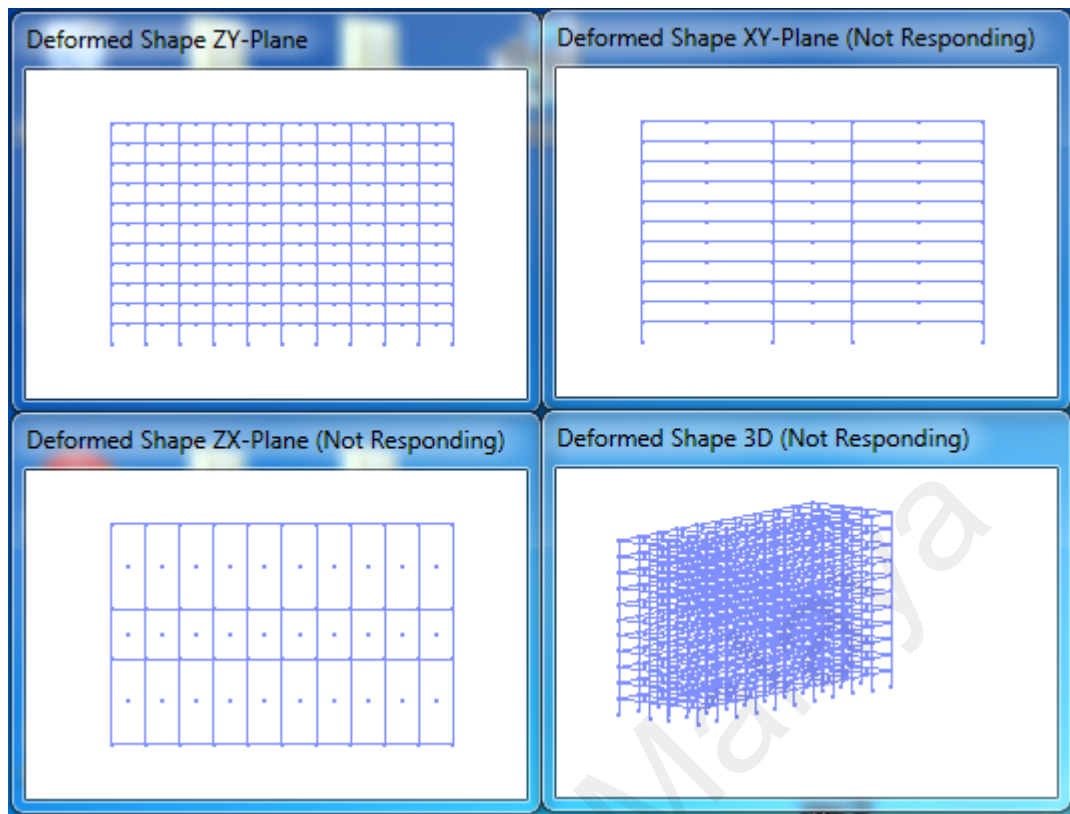 Deformed Shape ZY-Plane
Deformed Shape XY-Plane (Not Responding)
Deformed Shape ZX-Plane (Not Responding)
Deformed Shape 3D (Not Responding)